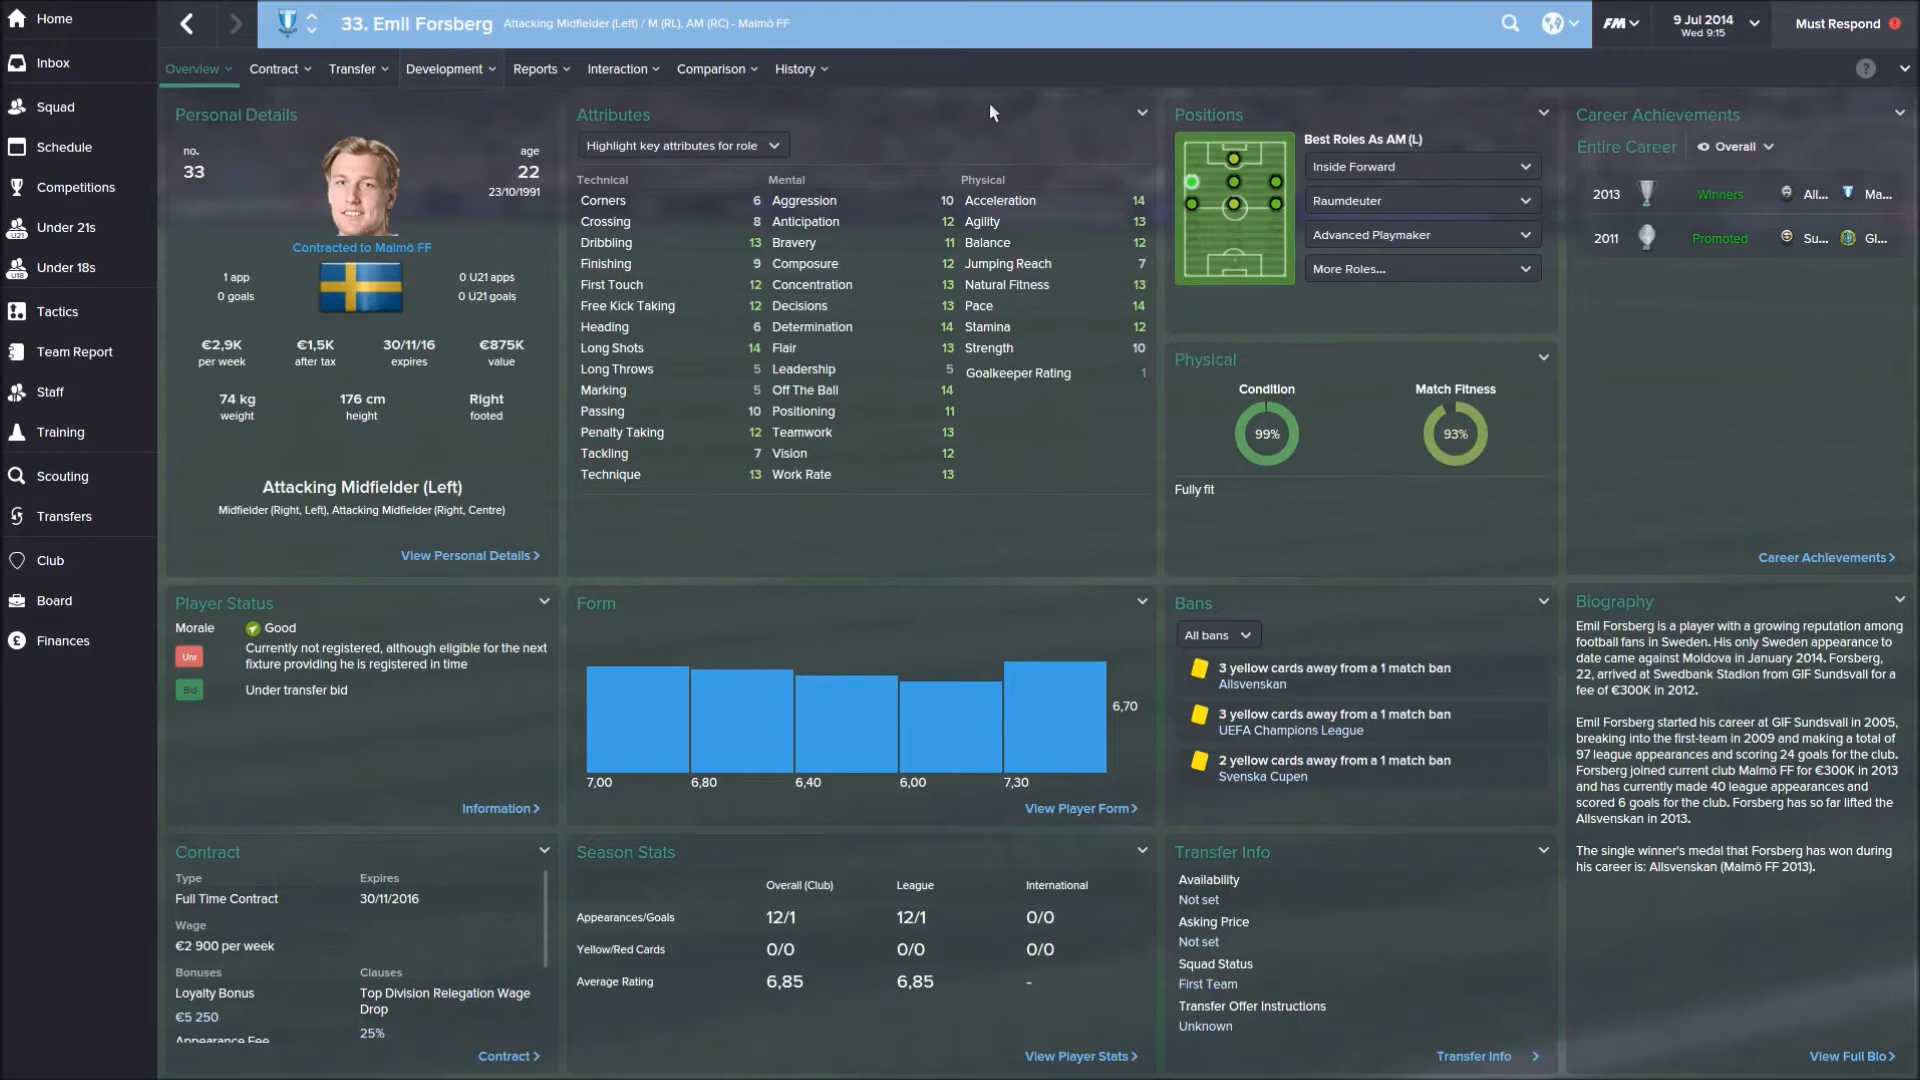 Home
Inbox
Squad
Schedule
Competitions
Under 21s
Under 18s
Tactics
Team Report
Staff
Training
Scouting
Transfers
Club
Board
Finances
33. Emil Forsberg
Attacking Midfielder (Left) / M (RL), AM (RC) - Malmö FF
FM
9 Jul 2014
Wed 9:15
Must Respond
Overview
Contract
Transfer
Development
Reports
Interaction
Comparison
History
?
Personal Details
no.
33
age
22
23/10/1991
Contracted to Malmö FF
1 app
0 goals
0 U21 apps
0 U21 goals
€2,9K
per week
€1,5K
after tax
30/11/16
expires
€875K
value
74 kg
weight
176 cm
height
Right
footed
Attacking Midfielder (Left)
Midfielder (Right, Left), Attacking Midfielder (Right, Centre)
View Personal Details >
Attributes
Highlight key attributes for role
Technical Mental Physical
Corners 6 Aggression 10 Acceleration 14
Crossing 8 Anticipation 12 Agility 13
Dribbling 13 Bravery 11 Balance 12
Finishing 9 Composure 12 Jumping Reach 7
First Touch 12 Concentration 13 Natural Fitness 13
Free Kick Taking 12 Decisions 13 Pace 14
Heading 6 Determination 14 Stamina 12
Long Shots 14 Flair 13 Strength 10
Long Throws 5 Leadership 5 Goalkeeper Rating 1
Marking 5 Off The Ball 14
Passing 10 Positioning 11
Penalty Taking 12 Teamwork 13
Tackling 7 Vision 12
Technique 13 Work Rate 13
Positions
Best Roles As AM (L)
Inside Forward
Raumdeuter
Advanced Playmaker
More Roles...
Physical
Condition
99%
Match Fitness
93%
Fully fit
Career Achievements
Entire Career
Overall
2013 Winners All... Ma...
2011 Promoted Su... Gl...
Career Achievements >
Player Status
Morale Good
Unr Currently not registered, although eligible for the next
fixture providing he is registered in time
Bid Under transfer bid
Information >
Form
6,70
7,00 6,80 6,40 6,00 7,30
View Player Form >
Bans
All bans
3 yellow cards away from a 1 match ban
Allsvenskan
3 yellow cards away from a 1 match ban
UEFA Champions League
2 yellow cards away from a 1 match ban
Svenska Cupen
Biography
Emil Forsberg is a player with a growing reputation among
football fans in Sweden. His only Sweden appearance to
date came against Moldova in January 2014. Forsberg,
22, arrived at Swedbank Stadion from GIF Sundsvall for a
fee of €300K in 2012.
Emil Forsberg started his career at GIF Sundsvall in 2005,
breaking into the first-team in 2009 and making a total of
97 league appearances and scoring 24 goals for the club.
Forsberg joined current club Malmö FF for €300K in 2013
and has currently made 40 league appearances and
scored 6 goals for the club. Forsberg has so far lifted the
Allsvenskan in 2013.
The single winner's medal that Forsberg has won during
his career is: Allsvenskan (Malmö FF 2013).
View Full Bio >
Contract
Type
Full Time Contract
Expires
30/11/2016
Wage
€2 900 per week
Bonuses
Loyalty Bonus
€5 250
Appearance Fee
Clauses
Top Division Relegation Wage
Drop
25%
Contract >
Season Stats
Overall (Club) League International
Appearances/Goals 12/1 12/1 0/0
Yellow/Red Cards 0/0 0/0 0/0
Average Rating 6,85 6,85 -
View Player Stats >
Transfer Info
Availability
Not set
Asking Price
Not set
Squad Status
First Team
Transfer Offer Instructions
Unknown
Transfer Info >